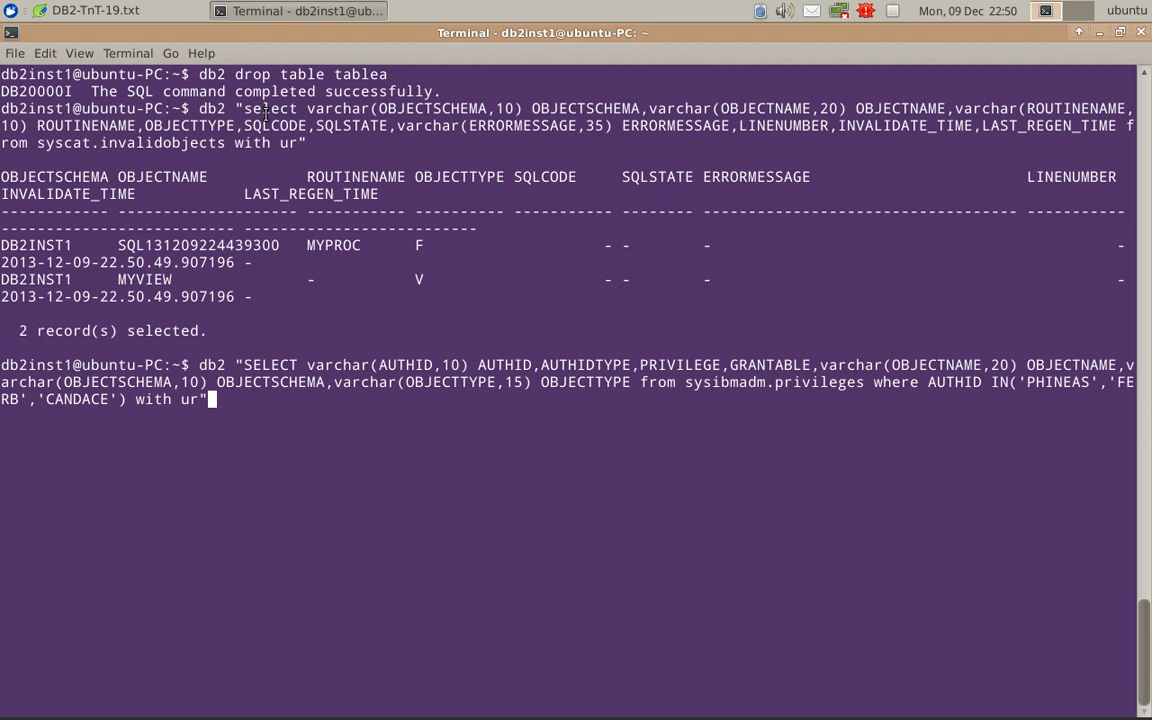 DB2-TnT-19.txt
Terminal - db2inst1@ub...
Mon, 09 Dec 22:50
ubuntu
Terminal - db2inst1@ubuntu-PC: ~
File Edit View Terminal Go Help
db2inst1@ubuntu-PC:~$ db2 drop table tablea
DB20000I  The SQL command completed successfully.
db2inst1@ubuntu-PC:~$ db2 "select varchar(OBJECTSCHEMA,10) OBJECTSCHEMA,varchar(OBJECTNAME,20) OBJECTNAME,varchar(ROUTINENAME,
10) ROUTINENAME,OBJECTTYPE,SQLCODE,SQLSTATE,varchar(ERRORMESSAGE,35) ERRORMESSAGE,LINENUMBER,INVALIDATE_TIME,LAST_REGEN_TIME f
rom syscat.invalidobjects with ur"
OBJECTSCHEMA OBJECTNAME           ROUTINENAME OBJECTTYPE SQLCODE     SQLSTATE ERRORMESSAGE                        LINENUMBER
INVALIDATE_TIME            LAST_REGEN_TIME
------------ -------------------- ----------- ---------- ----------- -------- ----------------------------------- -----------
-------------------------- --------------------------
DB2INST1     SQL131209224439300   MYPROC      F                    - -        -                                             -
2013-12-09-22.50.49.907196 -
DB2INST1     MYVIEW               -           V                    - -        -                                             -
2013-12-09-22.50.49.907196 -
  2 record(s) selected.
db2inst1@ubuntu-PC:~$ db2 "SELECT varchar(AUTHID,10) AUTHID,AUTHIDTYPE,PRIVILEGE,GRANTABLE,varchar(OBJECTNAME,20) OBJECTNAME,v
archar(OBJECTSCHEMA,10) OBJECTSCHEMA,varchar(OBJECTTYPE,15) OBJECTTYPE from sysibmadm.privileges where AUTHID IN('PHINEAS','FE
RB','CANDACE') with ur"